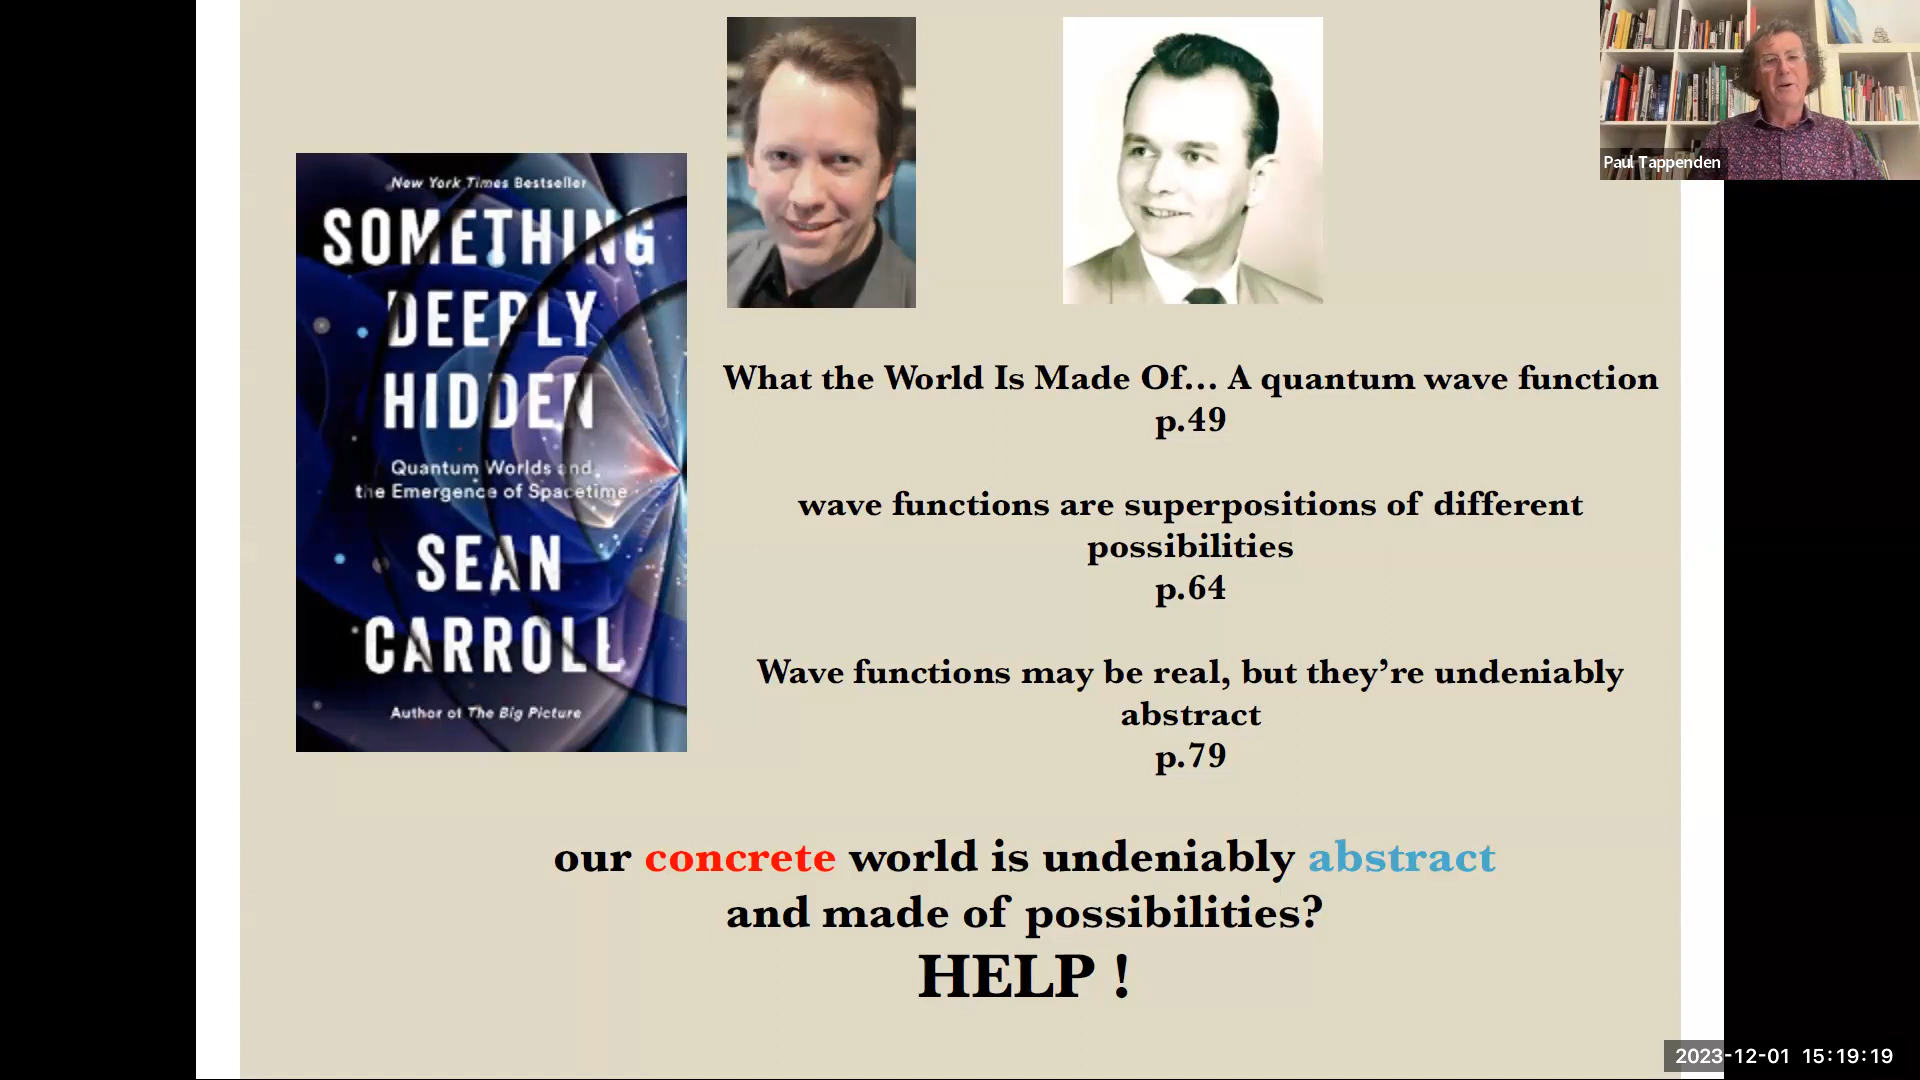 New York Times Bestseller
SOMETHING
DEEPLY
HIDDEN
Quantum Worlds and
the Emergence of Spacetime
SEAN
CARROLL
Author of The Big Picture
What the World Is Made Of... A quantum wave function
p.49
wave functions are superpositions of different
possibilities
p.64
Wave functions may be real, but they’re undeniably
abstract
p.79
our concrete world is undeniably abstract
and made of possibilities?
HELP !
Paul Tappenden
2023-12-01 15:19:19